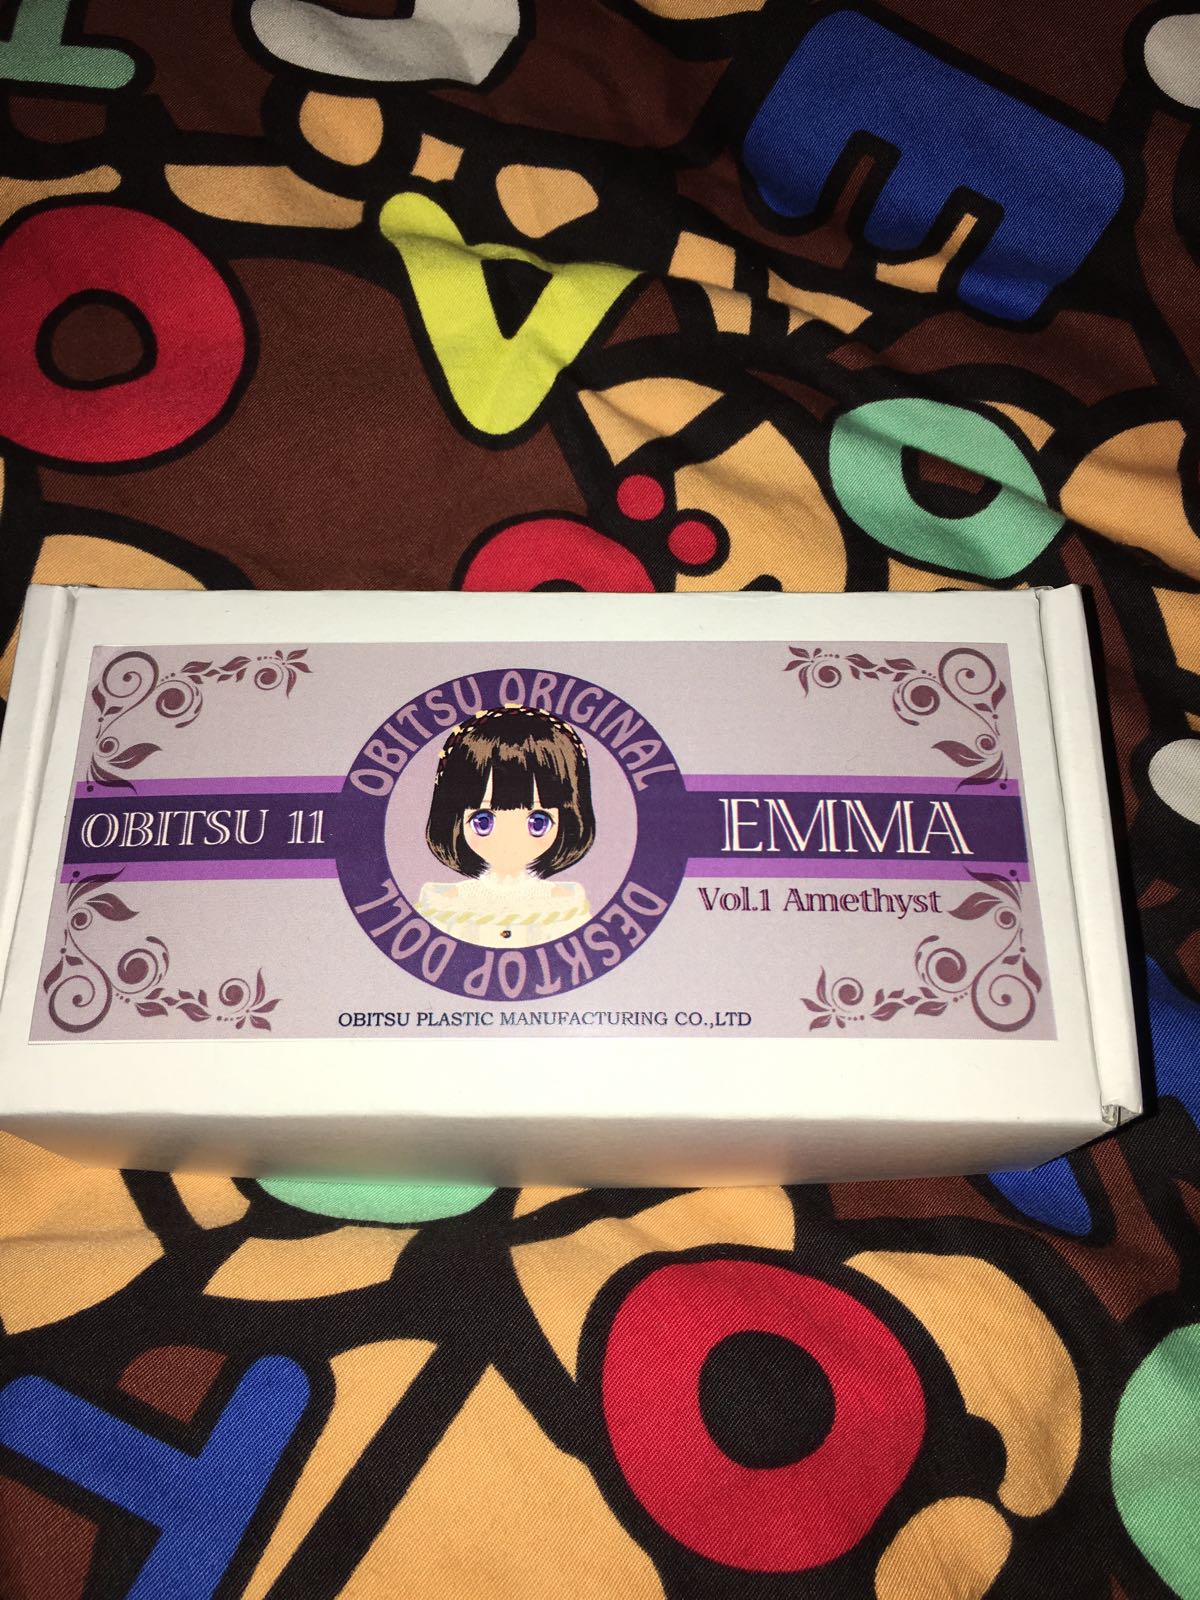 OBITSU ORIGINAL
OBITSU 11
EMMA
Vol.1 Amethyst
DESKTOP DOLL
OBITSU PLASTIC MANUFACTURING CO.,LTD